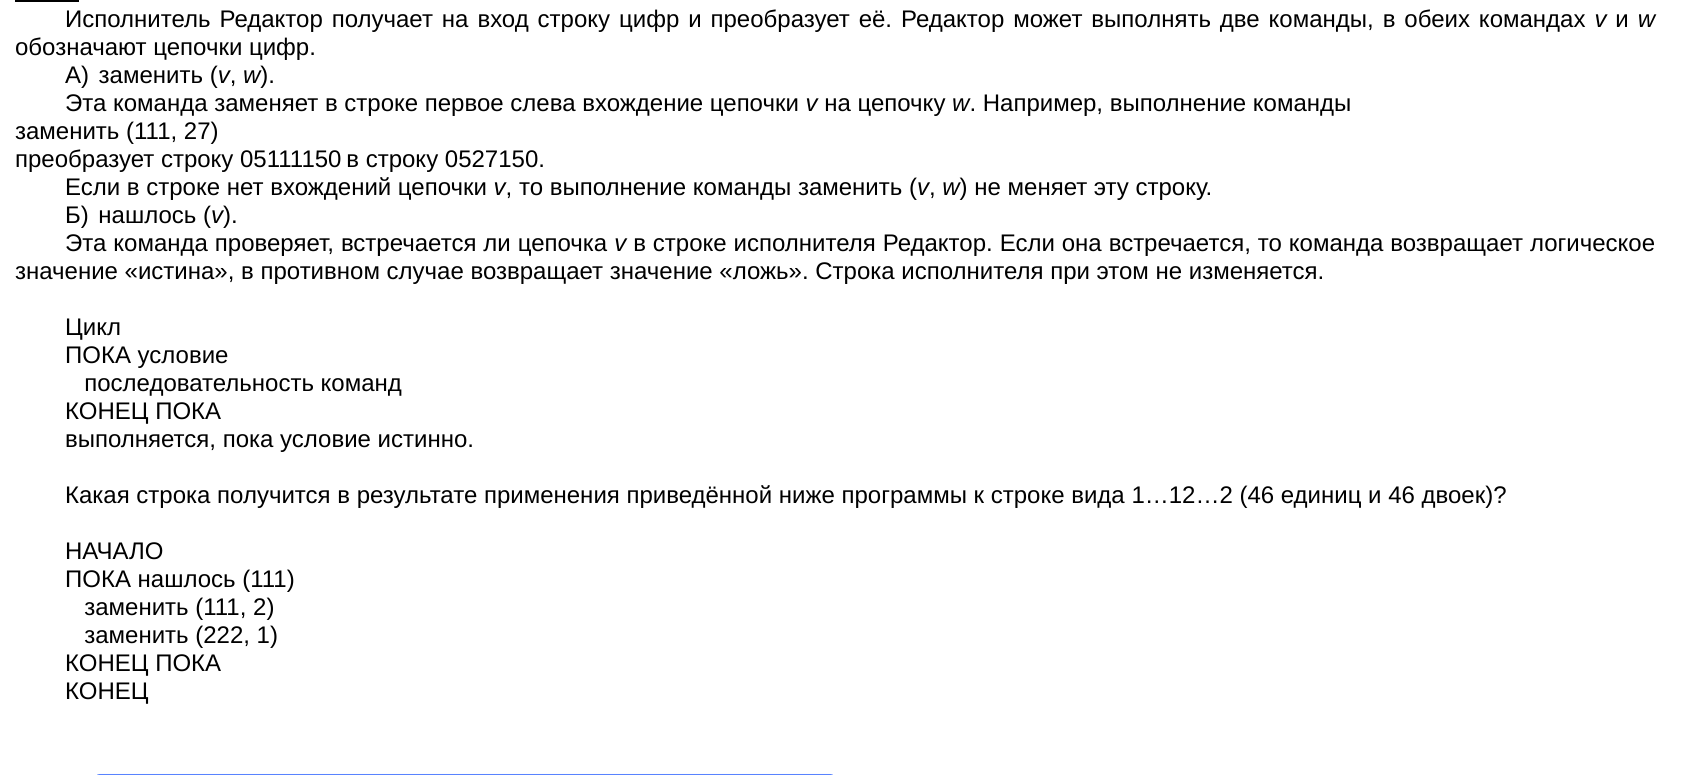 Исполнитель Редактор получает на вход строку цифр и преобразует её. Редактор может выполнять две команды, в обеих командах v и w
обозначают цепочки цифр.
А) заменить (v, w).
Эта команда заменяет в строке первое слева вхождение цепочки v на цепочку w. Например, выполнение команды
заменить (111, 27)
преобразует строку 05111150 в строку 0527150.
Если в строке нет вхождений цепочки v, то выполнение команды заменить (v, w) не меняет эту строку.
Б) нашлось (v).
Эта команда проверяет, встречается ли цепочка v в строке исполнителя Редактор. Если она встречается, то команда возвращает логическое
значение «истина», в противном случае возвращает значение «ложь». Строка исполнителя при этом не изменяется.
Цикл
ПОКА условие
последовательность команд
КОНЕЦ ПОКА
выполняется, пока условие истинно.
Какая строка получится в результате применения приведённой ниже программы к строке вида 1…12…2 (46 единиц и 46 двоек)?
НАЧАЛО
ПОКА нашлось (111)
заменить (111, 2)
заменить (222, 1)
КОНЕЦ ПОКА
КОНЕЦ